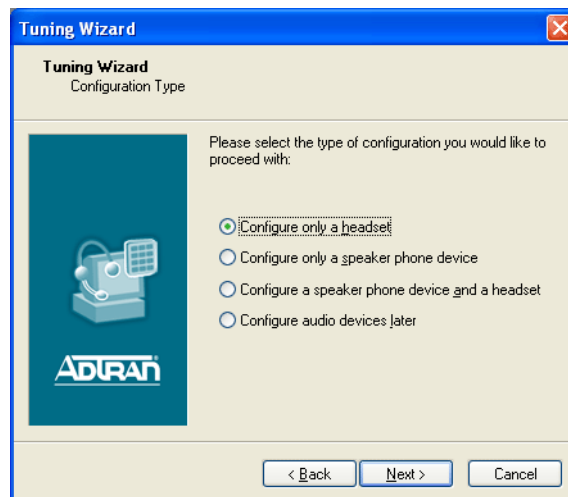 Tuning Wizard
Tuning Wizard
Configuration Type
Please select the type of configuration you would like to
proceed with:
Configure only a headset
Configure only a speaker phone device
Configure a speaker phone device and a headset
Configure audio devices later
ADTRAN
< Back Next > Cancel